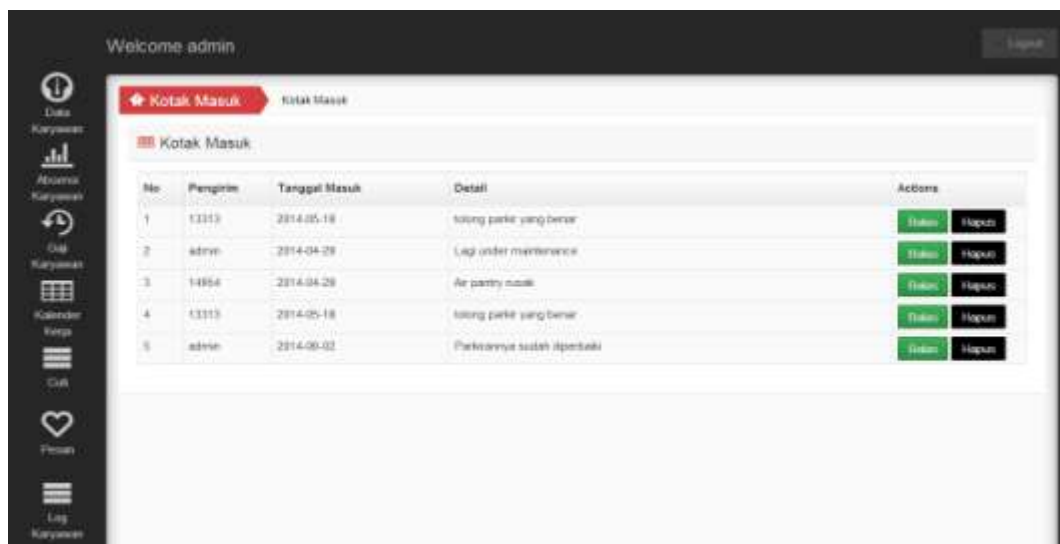 Welcome admin
Logout
Data
Karyawan
Absensi
Karyawan
Gaji
Karyawan
Kalender
Kerja
Cuti
Pesan
Log
Karyawan
Kotak Masuk Kotak Masuk
Kotak Masuk
No Pengirim Tanggal Masuk Detail Actions
1 13313 2014-05-18 tolong parkir yang benar Balas Hapus
2 admin 2014-04-29 Lagi under maintenance Balas Hapus
3 2014-04-29 Air pantry rusak Balas Hapus
4 13313 2014-05-18 tolong parkir yang benar Balas Hapus
5 admin Parkirannya sudah diperbaiki Balas Hapus